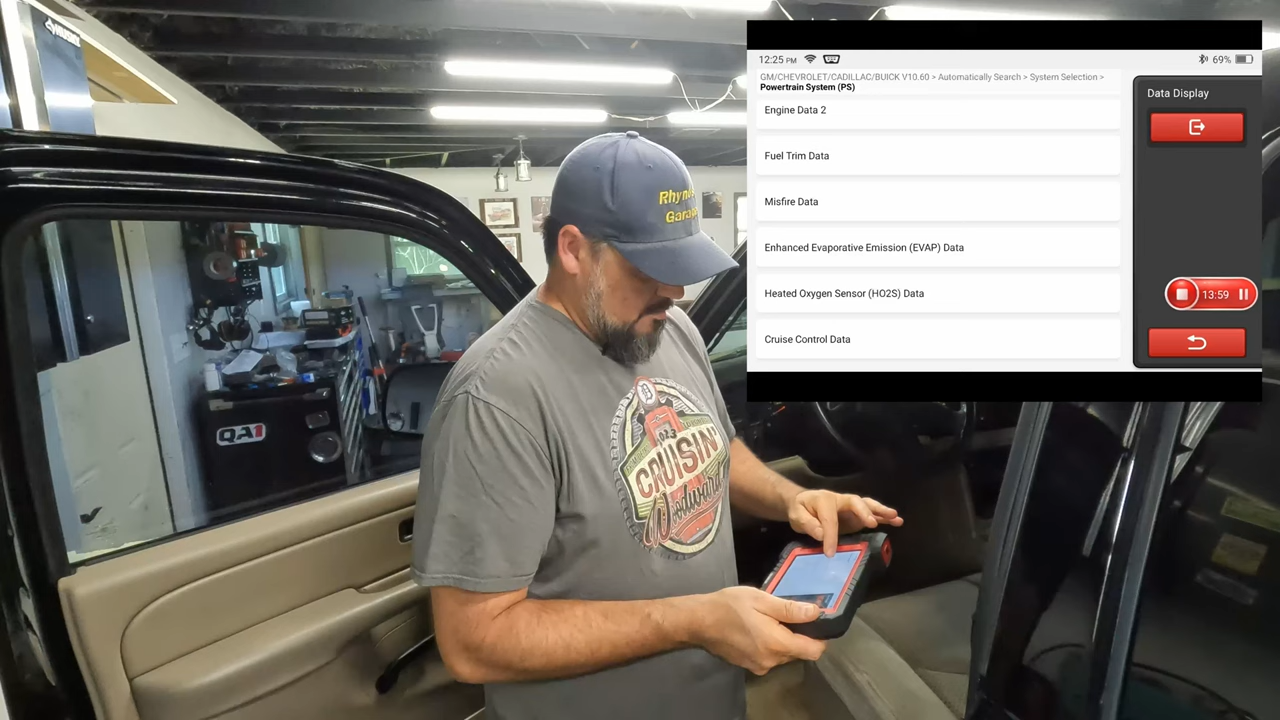 HUSKY
12:25 PM
69%
GM/CHEVROLET/CADILLAC/BUICK V10.60 > Automatically Search > System Selection >
Powertrain System (PS)
Data Display
Engine Data 2
Fuel Trim Data
Misfire Data
Enhanced Evaporative Emission (EVAP) Data
Heated Oxygen Sensor (HO2S) Data
13:59
Cruise Control Data
QA1
CRUISIN'
Woodward